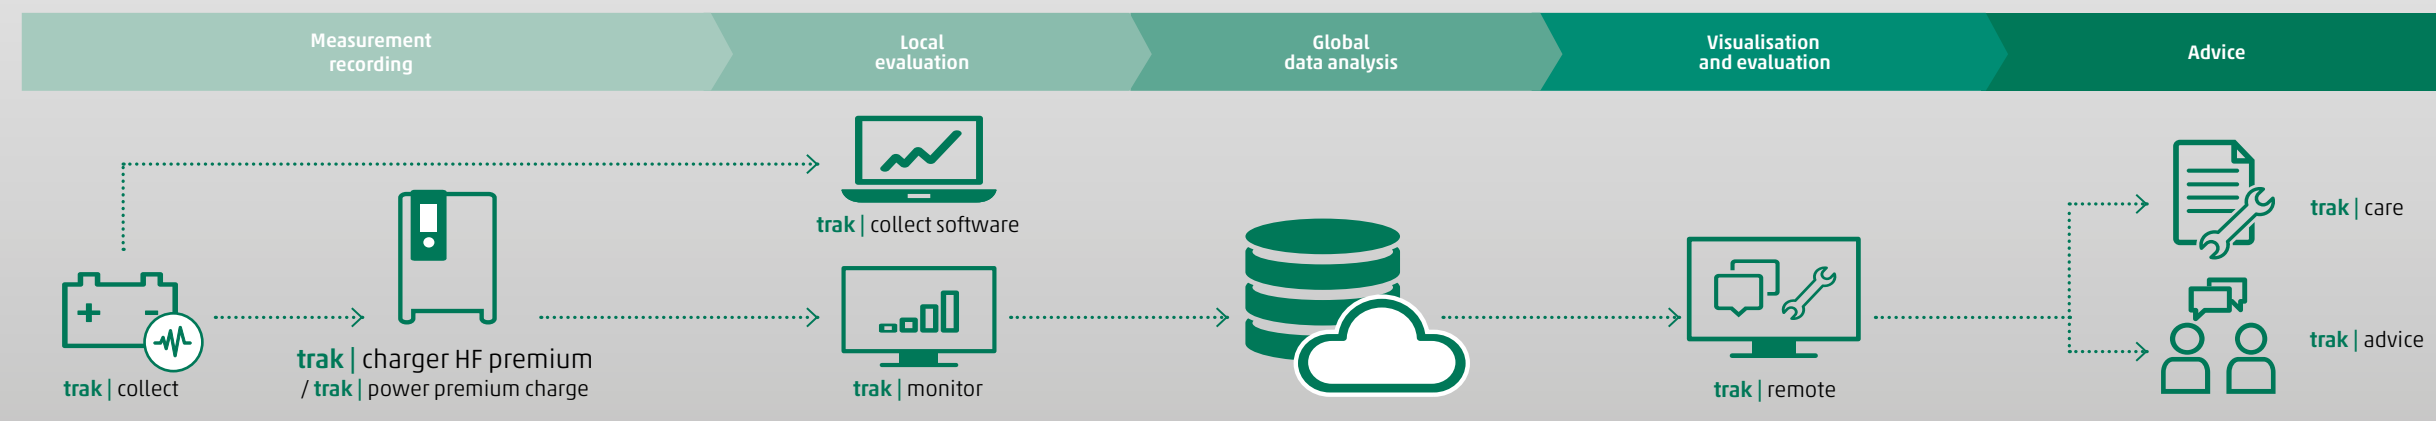 Measurement
recording
Local
evaluation
Global
data analysis
Visualisation
and evaluation
Advice
trak | collect software
trak | care
trak | charger HF premium
/ trak | power premium charge
trak | collect
trak | monitor
trak | remote
trak | advice